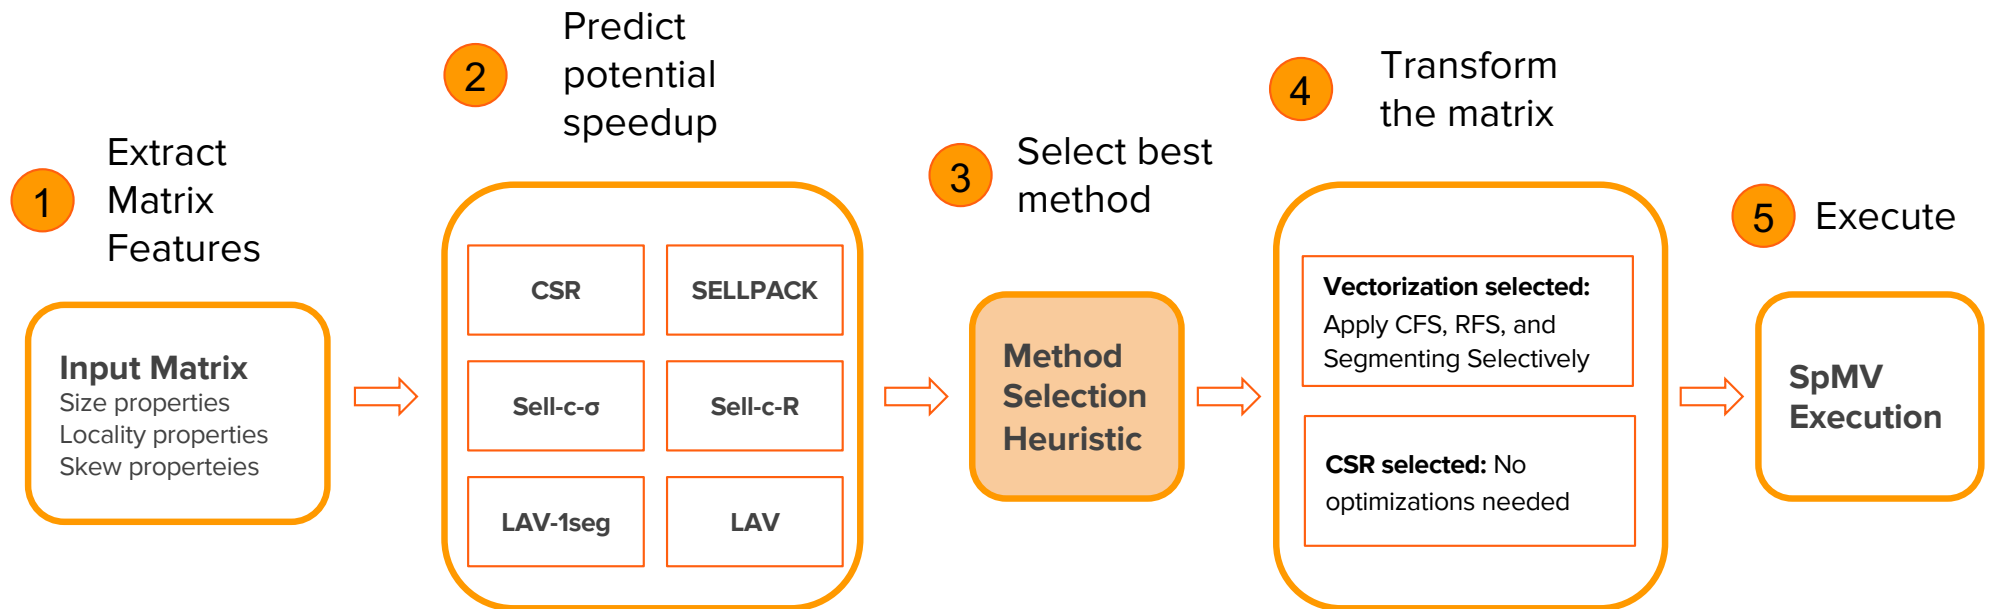 1
Extract
Matrix
Features
Input Matrix
Size properties
Locality properties
Skew properteies
2
Predict
potential
speedup
CSR
SELLPACK
Sell-c-σ
Sell-c-R
LAV-1seg
LAV
3
Select best
method
Method
Selection
Heuristic
4
Transform
the matrix
Vectorization selected:
Apply CFS, RFS, and
Segmenting Selectively
CSR selected: No
optimizations needed
5
Execute
SpMV
Execution